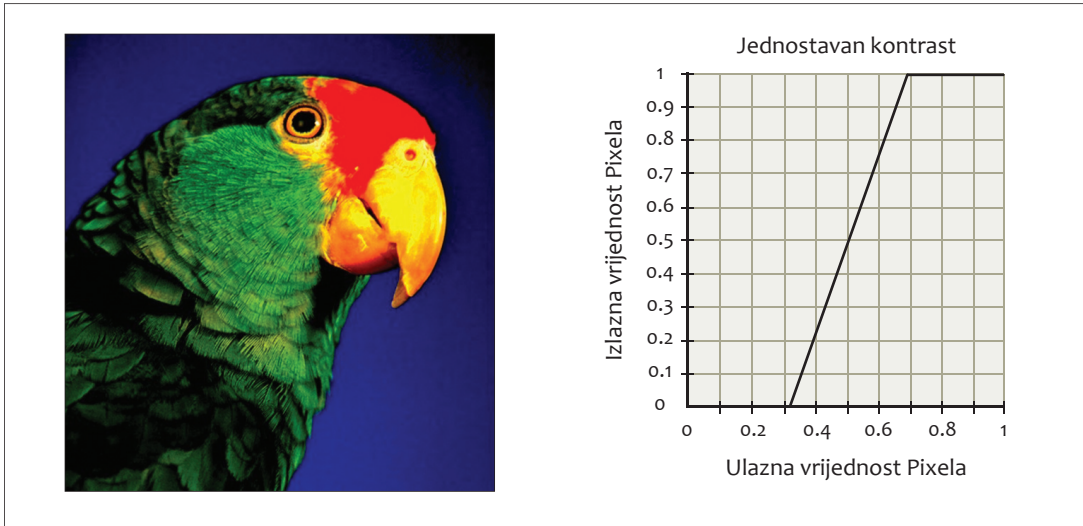 Jednostavan kontrast
Izlazna vrijednost Pixela
1
0.9
0.8
0.7
0.6
0.5
0.4
0.3
0.2
0.1
0
0 0.2 0.4 0.6 0.8 1
Ulazna vrijednost Pixela